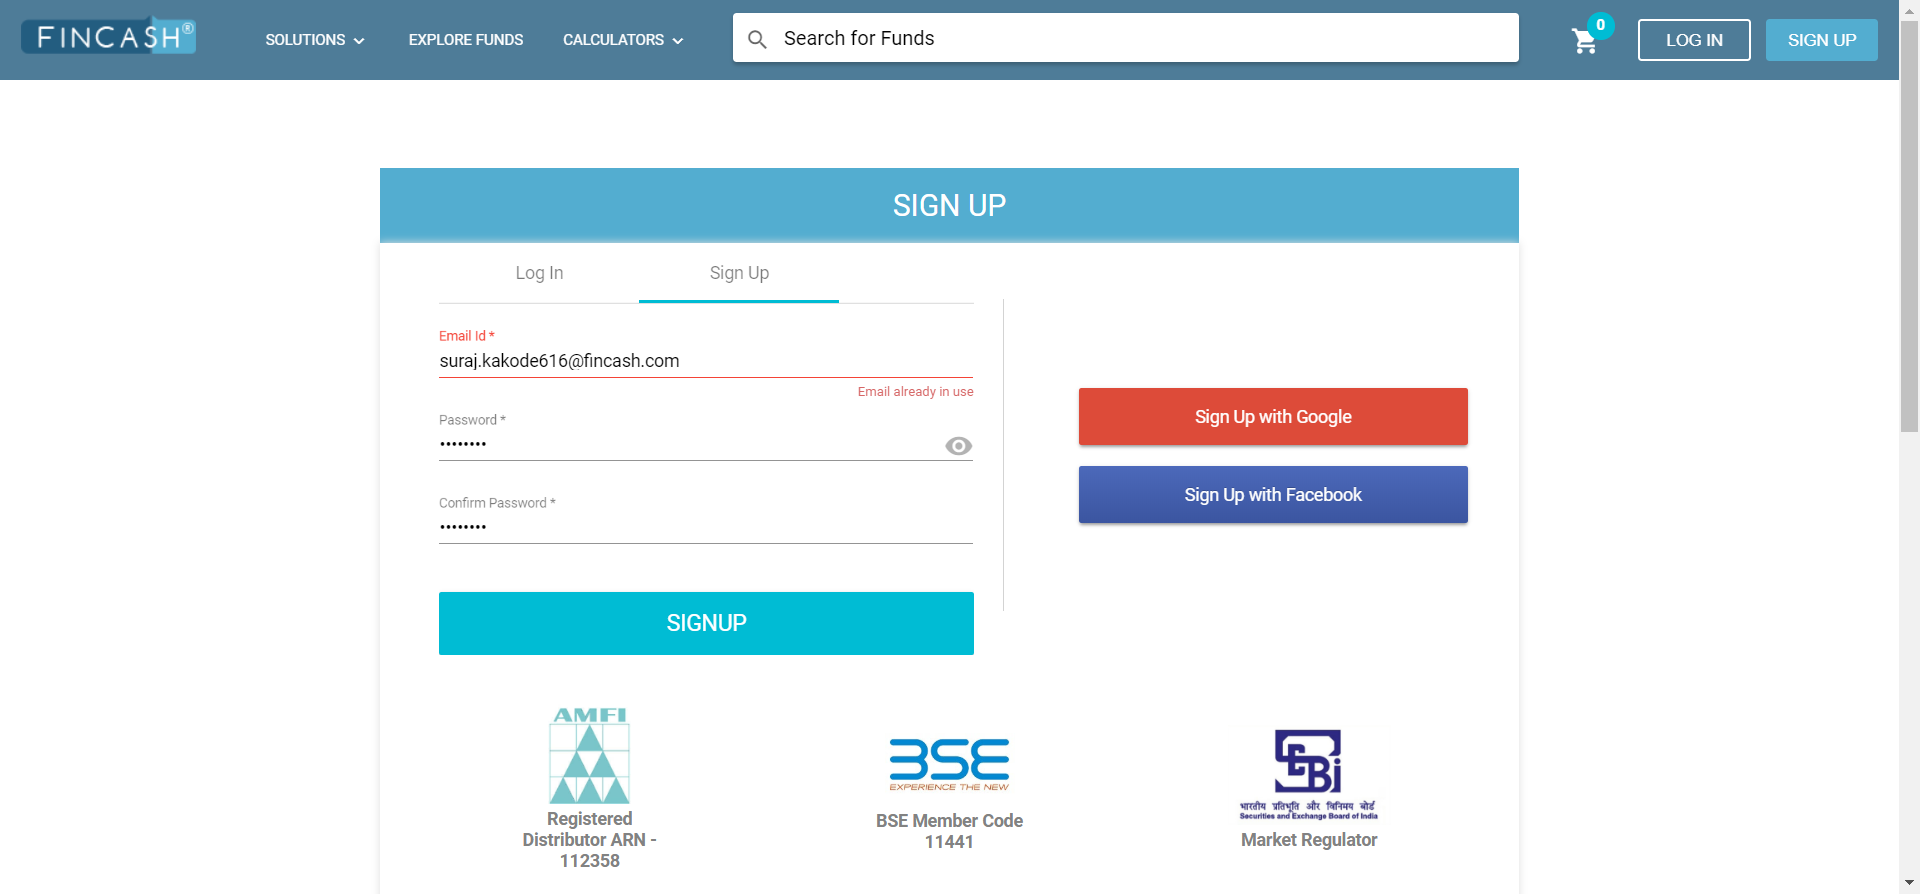 FINCASH®
SOLUTIONS
EXPLORE FUNDS
CALCULATORS
Search for Funds
0
LOG IN
SIGN UP
SIGN UP
Log In
Sign Up
Email Id *
suraj.kakode616@fincash.com
Email already in use
Password *
••••••••
Confirm Password *
••••••••
SIGNUP
Sign Up with Google
Sign Up with Facebook
AMFI
Registered
Distributor ARN -
112358
BSE
EXPERIENCE THE NEW
BSE Member Code
11441
SEBI
भारतीय प्रतिभूति और विनिमय बोर्ड
Securities and Exchange Board of India
Market Regulator